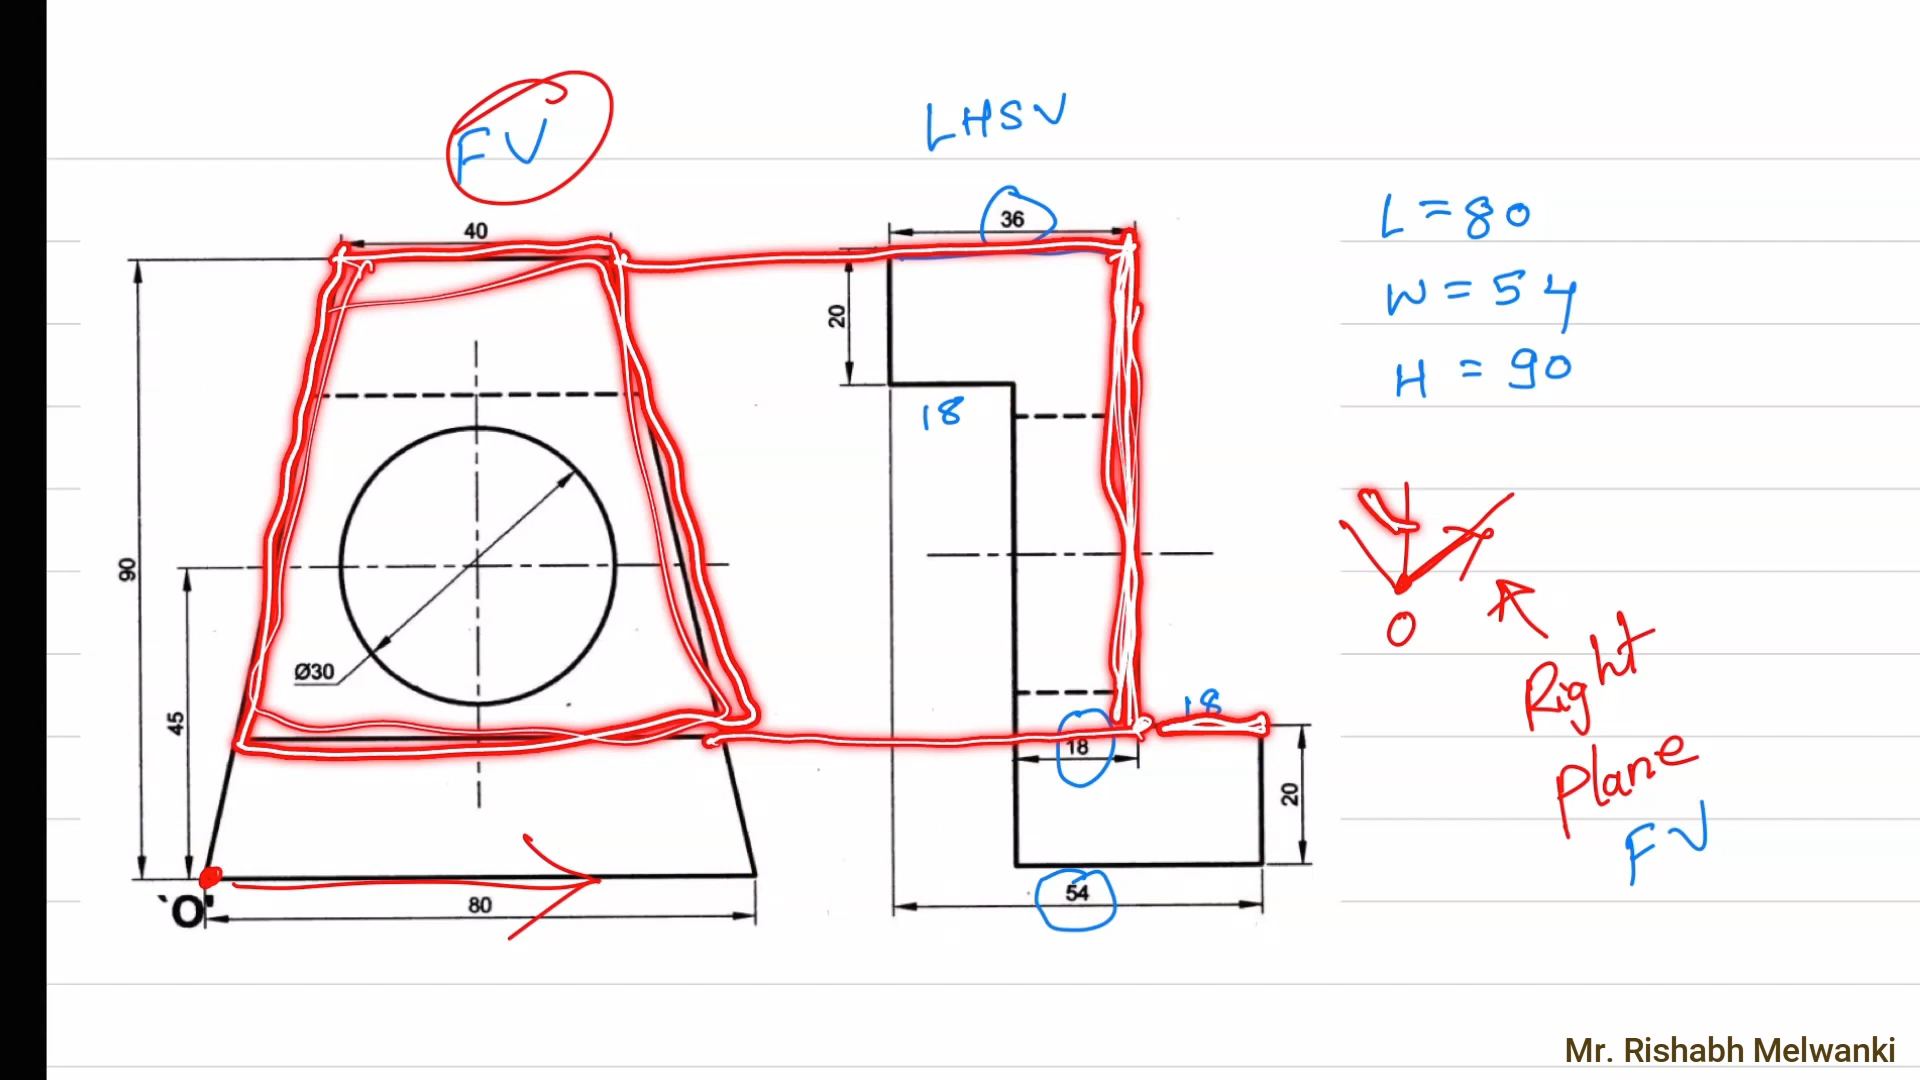 FV
LHSV
40
36
L = 80
20
W = 54
H = 90
18
90
O
Ø30
Right
18
45
18
Plane
20
FV
54
`O'
80
Mr. Rishabh Melwanki